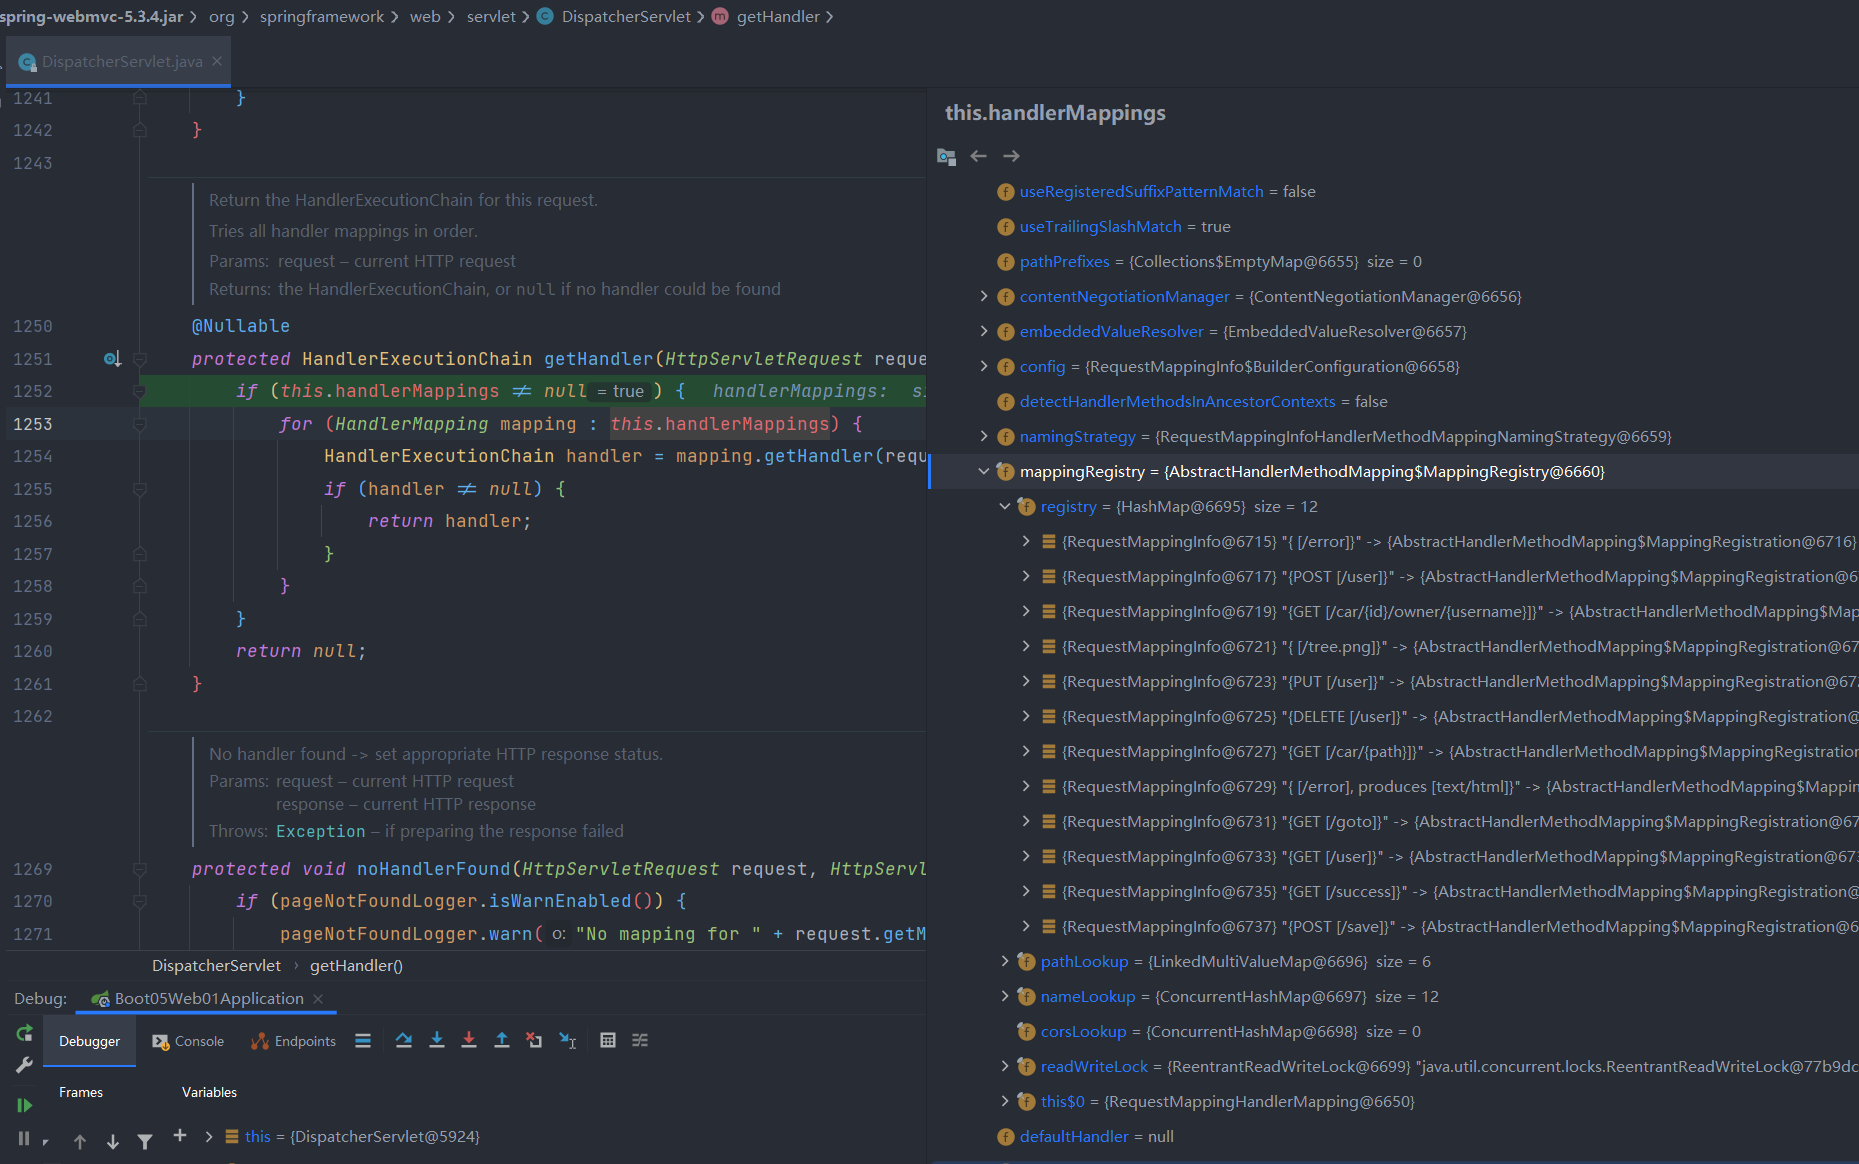 spring-webmvc-5.3.4.jar > org > springframework > web > servlet > DispatcherServlet > getHandler >
DispatcherServlet.java
1241 }
1242 }
1243
Return the HandlerExecutionChain for this request.
Tries all handler mappings in order.
Params: request – current HTTP request
Returns: the HandlerExecutionChain, or null if no handler could be found
1250 @Nullable
1251 protected HandlerExecutionChain getHandler(HttpServletRequest reque
1252 if (this.handlerMappings ≠ null = true ) { handlerMappings: si
1253 for (HandlerMapping mapping : this.handlerMappings) {
1254 HandlerExecutionChain handler = mapping.getHandler(requ
1255 if (handler ≠ null) {
1256 return handler;
1257 }
1258 }
1259 }
1260 return null;
1261 }
1262
No handler found -> set appropriate HTTP response status.
Params: request – current HTTP request
response – current HTTP response
Throws: Exception – if preparing the response failed
1269 protected void noHandlerFound(HttpServletRequest request, HttpServl
1270 if (pageNotFoundLogger.isWarnEnabled()) {
1271 pageNotFoundLogger.warn( o: "No mapping for " + request.getM
DispatcherServlet > getHandler()
this.handlerMappings
useRegisteredSuffixPatternMatch = false
useTrailingSlashMatch = true
pathPrefixes = {Collections$EmptyMap@6655} size = 0
contentNegotiationManager = {ContentNegotiationManager@6656}
embeddedValueResolver = {EmbeddedValueResolver@6657}
config = {RequestMappingInfo$BuilderConfiguration@6658}
detectHandlerMethodsInAncestorContexts = false
namingStrategy = {RequestMappingInfoHandlerMethodMappingNamingStrategy@6659}
mappingRegistry = {AbstractHandlerMethodMapping$MappingRegistry@6660}
registry = {HashMap@6695} size = 12
{RequestMappingInfo@6715} "{ [/error]}" -> {AbstractHandlerMethodMapping$MappingRegistration@6716}
{RequestMappingInfo@6717} "{POST [/user]}" -> {AbstractHandlerMethodMapping$MappingRegistration@67
{RequestMappingInfo@6719} "{GET [/car/{id}/owner/{username}]}" -> {AbstractHandlerMethodMapping$Map
{RequestMappingInfo@6721} "{ [/tree.png]}" -> {AbstractHandlerMethodMapping$MappingRegistration@67
{RequestMappingInfo@6723} "{PUT [/user]}" -> {AbstractHandlerMethodMapping$MappingRegistration@672
{RequestMappingInfo@6725} "{DELETE [/user]}" -> {AbstractHandlerMethodMapping$MappingRegistration@
{RequestMappingInfo@6727} "{GET [/car/{path}]}" -> {AbstractHandlerMethodMapping$MappingRegistration
{RequestMappingInfo@6729} "{ [/error], produces [text/html]}" -> {AbstractHandlerMethodMapping$Mappin
{RequestMappingInfo@6731} "{GET [/goto]}" -> {AbstractHandlerMethodMapping$MappingRegistration@67
{RequestMappingInfo@6733} "{GET [/user]}" -> {AbstractHandlerMethodMapping$MappingRegistration@673
{RequestMappingInfo@6735} "{GET [/success]}" -> {AbstractHandlerMethodMapping$MappingRegistration@
{RequestMappingInfo@6737} "{POST [/save]}" -> {AbstractHandlerMethodMapping$MappingRegistration@6
pathLookup = {LinkedMultiValueMap@6696} size = 6
nameLookup = {ConcurrentHashMap@6697} size = 12
corsLookup = {ConcurrentHashMap@6698} size = 0
readWriteLock = {ReentrantReadWriteLock@6699} "java.util.concurrent.locks.ReentrantReadWriteLock@77b9dc
this$0 = {RequestMappingHandlerMapping@6650}
defaultHandler = null
Debug: Boot05Web01Application
Debugger Console Endpoints
Frames Variables
this = {DispatcherServlet@5924}